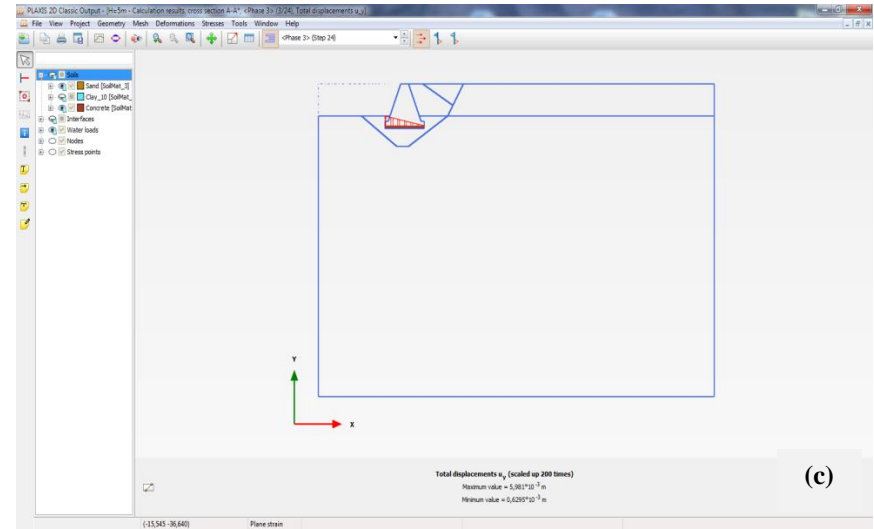 PLAXIS 2D Classic Output - [H=5m - Calculation results, cross section A-A*, <Phase 3> (3/24), Total displacements u_y]
File View Project Geometry Mesh Deformations Stresses Tools Window Help
<Phase 3> [Step 24]
Soils
Sand [SoilMat_3]
Clay_10 [SoilMat_
Concrete [SoilMat
Interfaces
Water loads
Nodes
Stress points
Y
X
Total displacements u_y (scaled up 200 times)
Maximum value = 5,981*10^-3 m
Minimum value = 0,6295*10^-3 m
(c)
(-15,545 -36,640) Plane strain